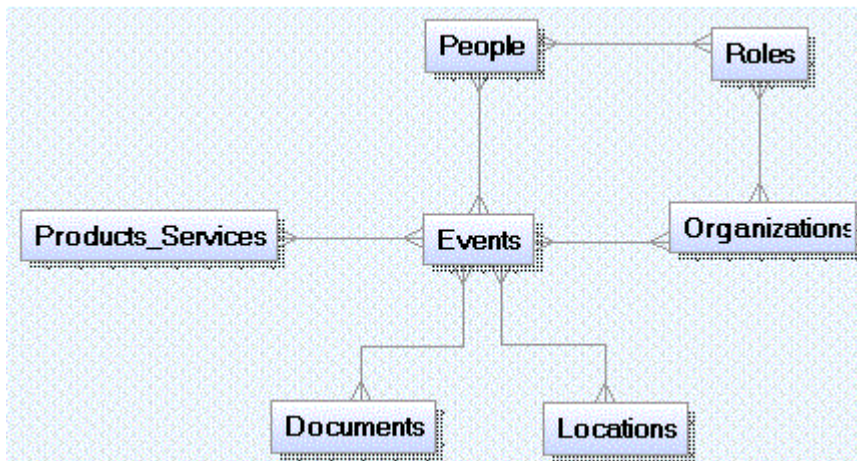 People
Roles
Products_Services
Events
Organizations
Documents
Locations